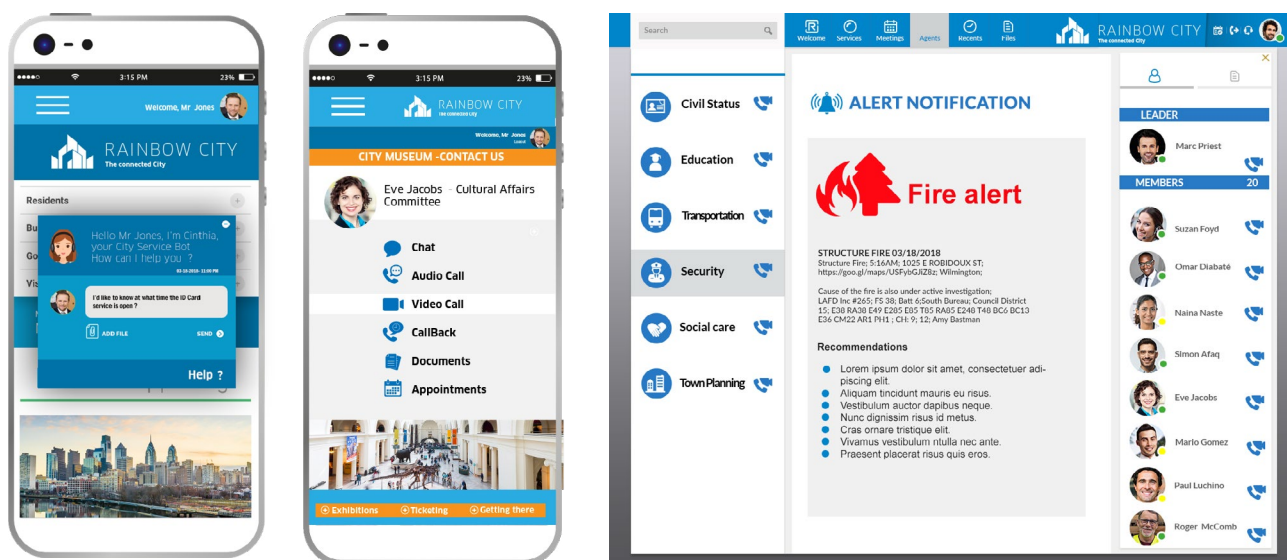 3:15 PM
23%
Welcome, Mr Jones
RAINBOW CITY
The connected City
Residents
Bu
Go
Vis
Hello Mr Jones, I'm Cinthia,
your City Service Bot
How can I help you ?
I'd like to know at what time the ID Card
service is open ?
ADD FILE
SEND
Help ?
3:15 PM
23%
RAINBOW CITY
The connected City
Welcome, Mr Jones
Logout
CITY MUSEUM -CONTACT US
Eve Jacobs - Cultural Affairs
Committee
Chat
Audio Call
Video Call
CallBack
Documents
Appointments
Exhibitions
Ticketing
Getting there
Search
Welcome
Services
Meetings
Agents
Recents
Files
RAINBOW CITY
The connected City
Civil Status
Education
Transportation
Security
Social care
Town Planning
ALERT NOTIFICATION
Fire alert
STRUCTURE FIRE 03/18/2018
Structure Fire; 5:16AM; 1025 E ROBIDOUX ST;
https://goo.gl/maps/USFybGJIZ8z; Wilmington;
Cause of the fire is also under active investigation;
LAFD Inc #265; FS 38; Batt 6;South Bureau; Council District
15; E38 RA38 E49 E285 E85 T85 RA85 E248 T48 BC6 BC13
E36 CM22 AR1 PH1 ; CH: 9; 12; Amy Bastman
Recommendations
Lorem ipsum dolor sit amet, consectetuer adi-
piscing elit.
Aliquam tincidunt mauris eu risus.
Vestibulum auctor dapibus neque.
Nunc dignissim risus id metus.
Cras ornare tristique elit.
Vivamus vestibulum ntulla nec ante.
Praesent placerat risus quis eros.
LEADER
Marc Priest
MEMBERS 20
Suzan Foyd
Omar Diabaté
Naina Naste
Simon Afaq
Eve Jacobs
Mario Gomez
Paul Luchino
Roger McComb